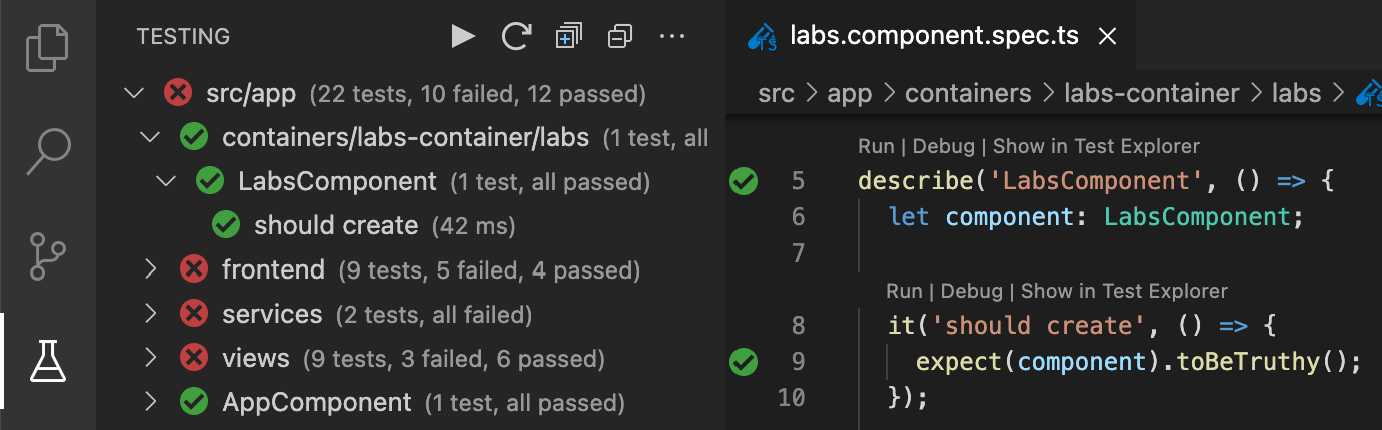 TESTING
src/app (22 tests, 10 failed, 12 passed)
containers/labs-container/labs (1 test, all
LabsComponent (1 test, all passed)
should create (42 ms)
frontend (9 tests, 5 failed, 4 passed)
services (2 tests, all failed)
views (9 tests, 3 failed, 6 passed)
AppComponent (1 test, all passed)
TS labs.component.spec.ts
src > app > containers > labs-container > labs >
Run | Debug | Show in Test Explorer
5 describe('LabsComponent', () => {
6 let component: LabsComponent;
7
Run | Debug | Show in Test Explorer
8 it('should create', () => {
9 expect(component).toBeTruthy();
10 });